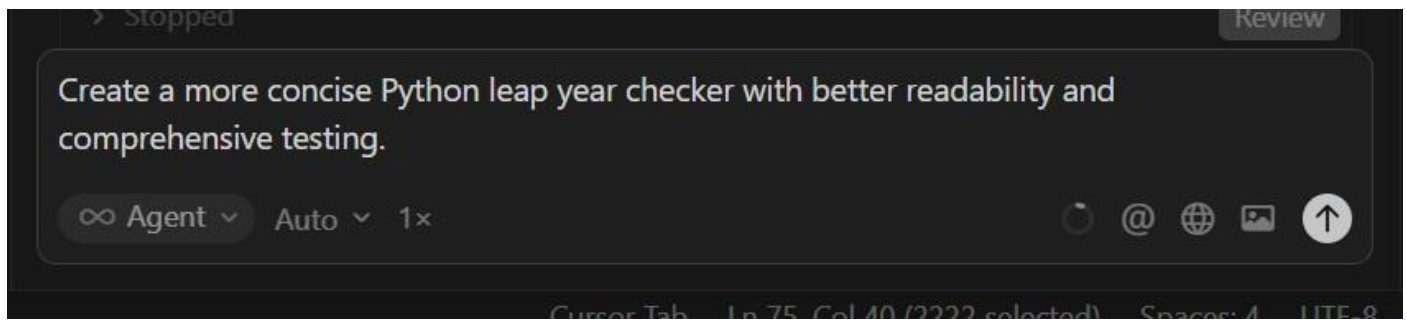 > Stopped
Review
Create a more concise Python leap year checker with better readability and
comprehensive testing.
∞ Agent Auto 1×
@
Cursor Tab Ln 75, Col 40 (2222 selected) Spaces: 4 UTF-8